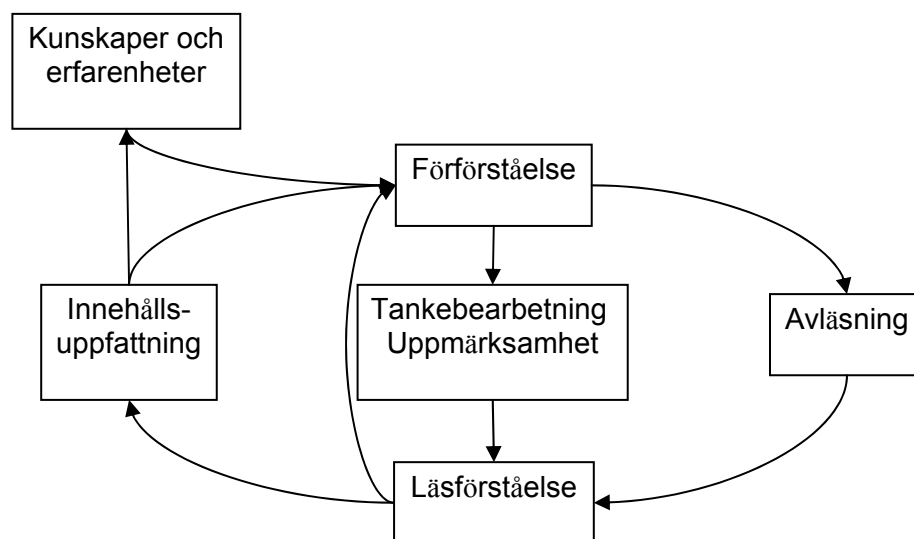 Kunskaper och
erfarenheter
Förförståelse
Innehålls-
uppfattning
Tankebearbetning
Uppmärksamhet
Avläsning
Läsförståelse